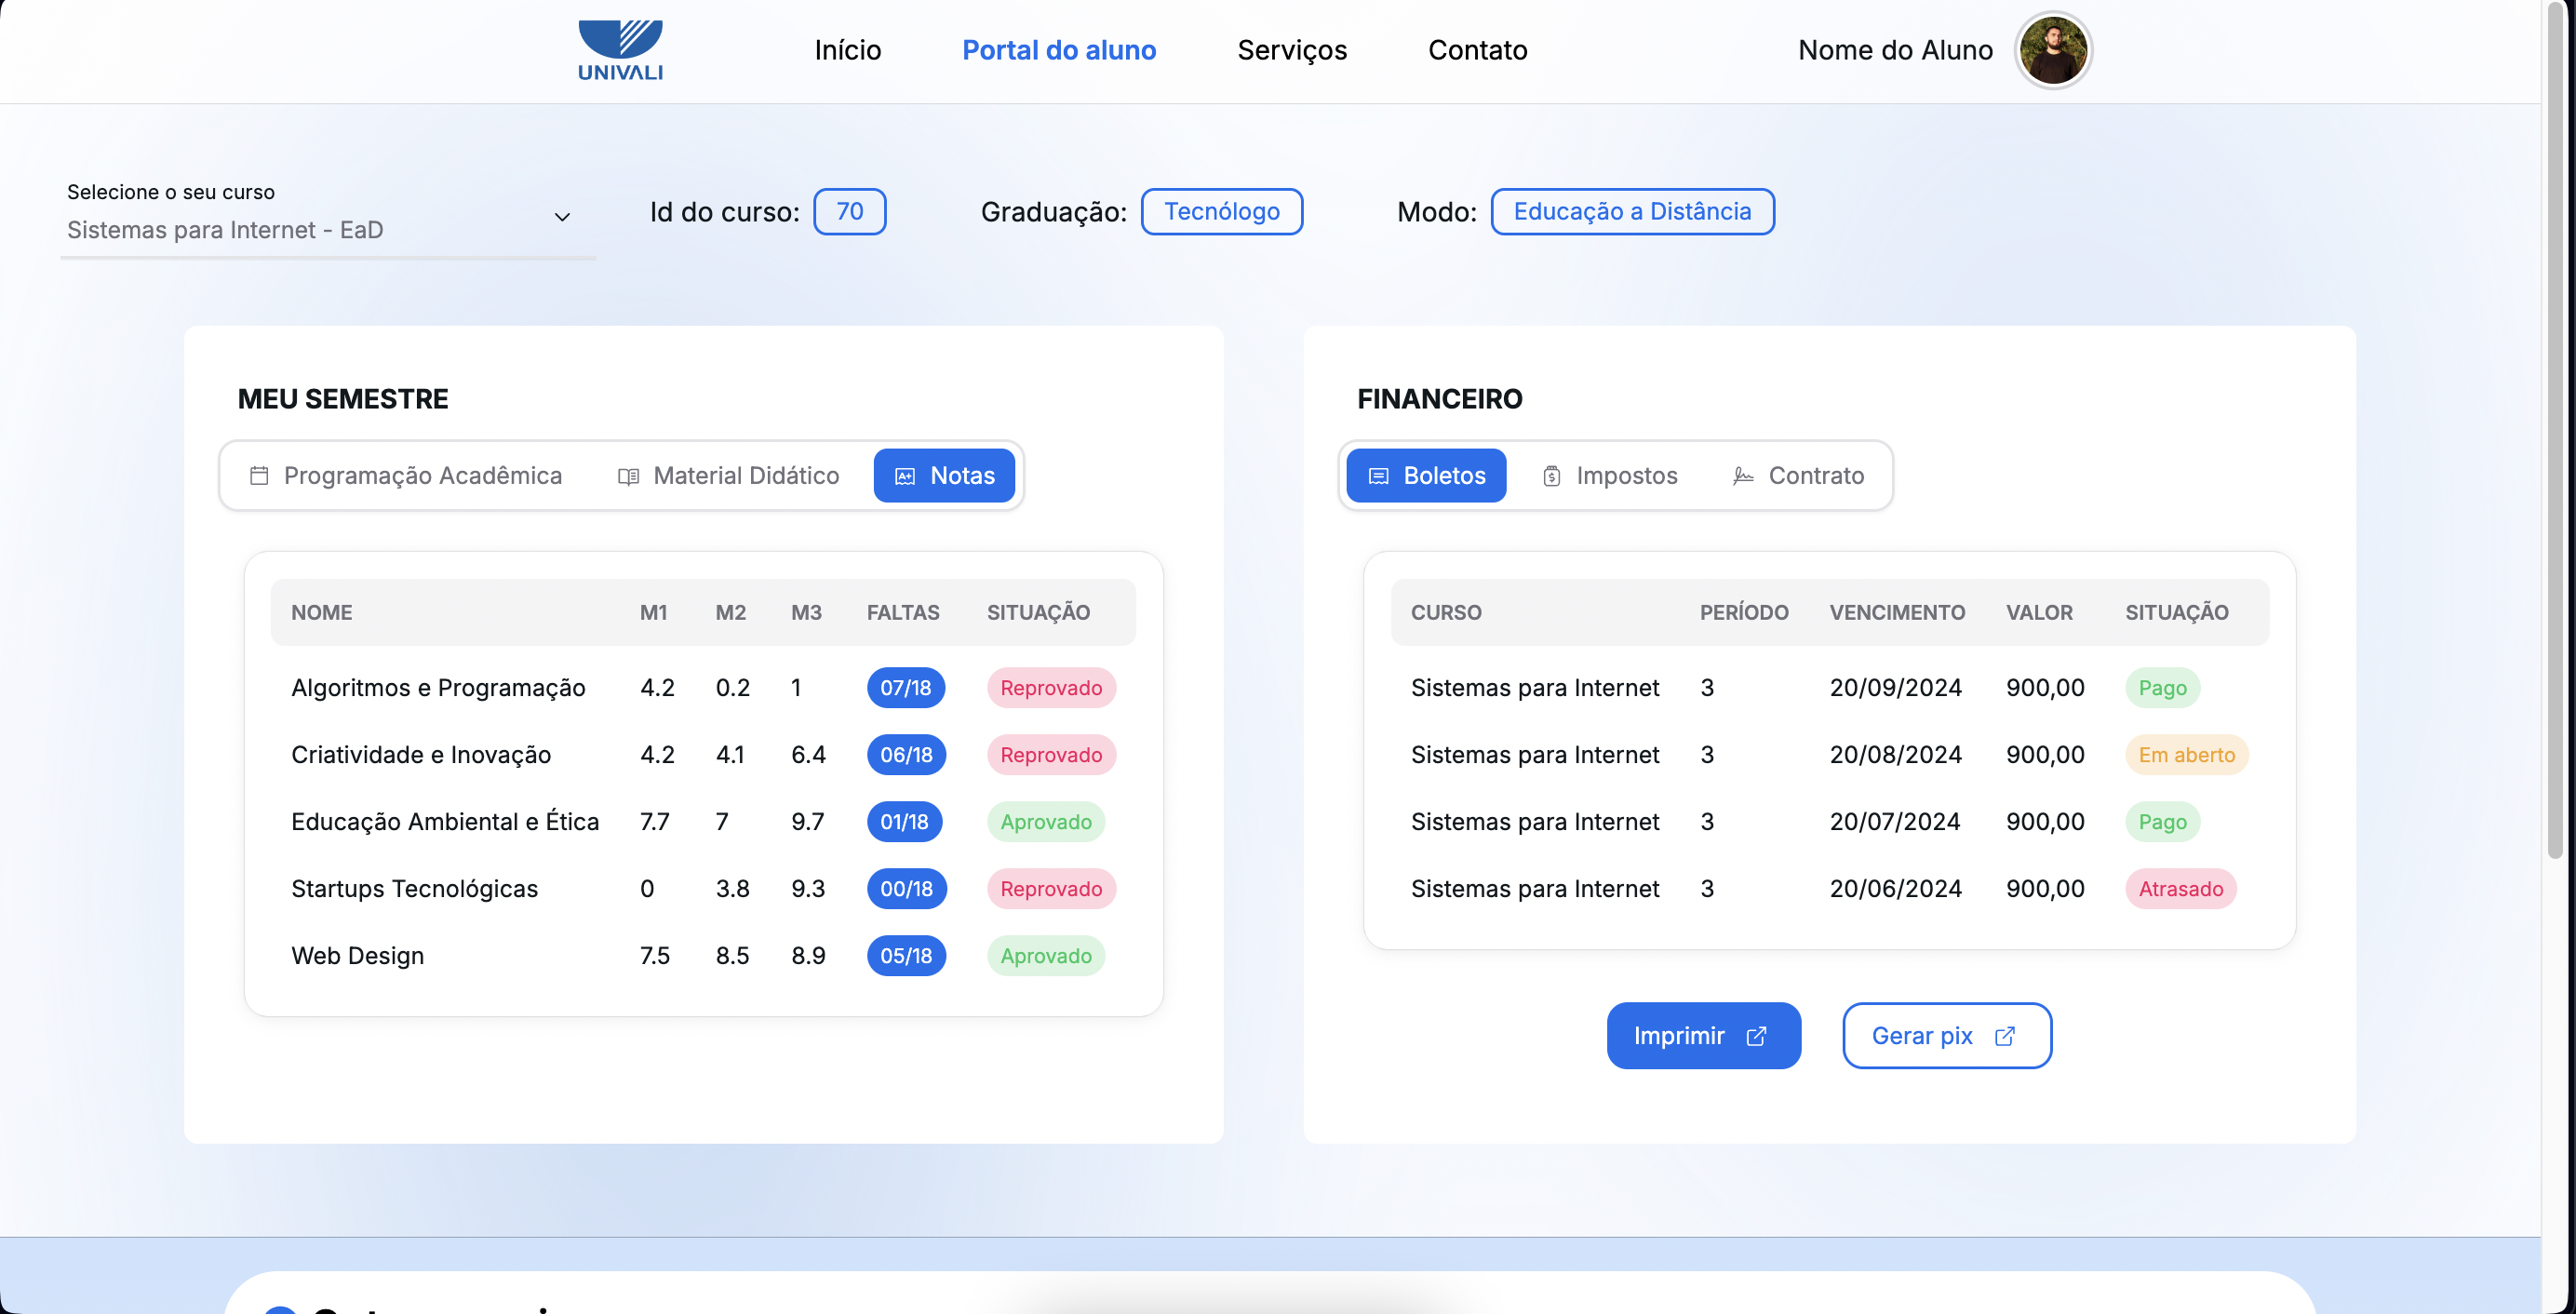 UNIVALI
Início
Portal do aluno
Serviços
Contato
Nome do Aluno
Selecione o seu curso
Sistemas para Internet - EaD
Id do curso: 70
Graduação: Tecnólogo
Modo: Educação a Distância
MEU SEMESTRE
Programação Acadêmica
Material Didático
Notas
NOME M1 M2 M3 FALTAS SITUAÇÃO
Algoritmos e Programação 4.2 0.2 1 07/18 Reprovado
Criatividade e Inovação 4.2 4.1 6.4 06/18 Reprovado
Educação Ambiental e Ética 7.7 7 9.7 01/18 Aprovado
Startups Tecnológicas 0 3.8 9.3 00/18 Reprovado
Web Design 7.5 8.5 8.9 05/18 Aprovado
FINANCEIRO
Boletos
Impostos
Contrato
CURSO PERÍODO VENCIMENTO VALOR SITUAÇÃO
Sistemas para Internet 3 20/09/2024 900,00 Pago
Sistemas para Internet 3 20/08/2024 900,00 Em aberto
Sistemas para Internet 3 20/07/2024 900,00 Pago
Sistemas para Internet 3 20/06/2024 900,00 Atrasado
Imprimir
Gerar pix